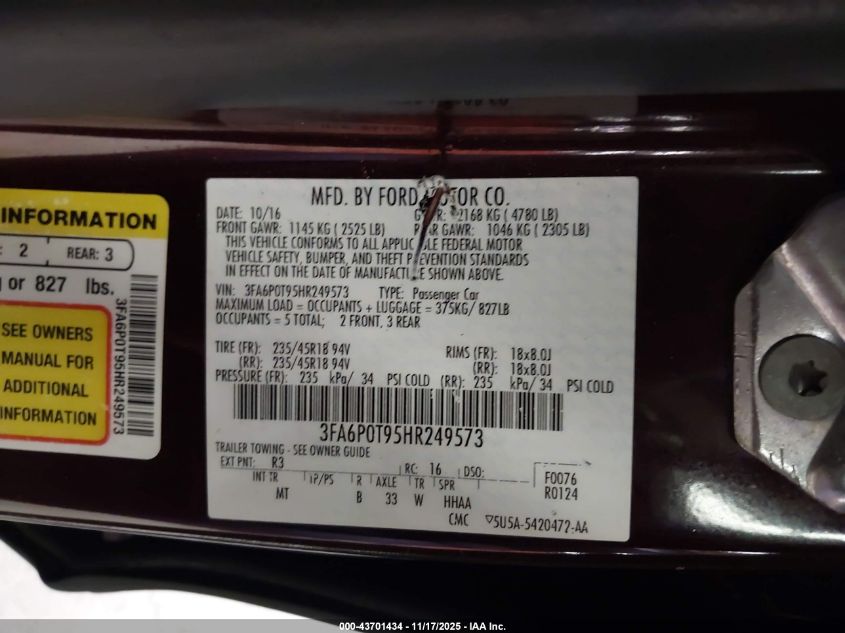 INFORMATION
: 2 REAR: 3
g or 827 lbs.
SEE OWNERS
MANUAL FOR
ADDITIONAL
INFORMATION
3FA6P0T95HR249573
MFD. BY FORD MOTOR CO.
DATE: 10/16 2168 KG ( 4780 LB)
FRONT GAWR: 1145 KG ( 2525 LB) GAWR: 1046 KG ( 2305 LB)
THIS VEHICLE CONFORMS TO ALL APPLICABLE FEDERAL MOTOR
VEHICLE SAFETY, BUMPER, AND THEFT PREVENTION STANDARDS
IN EFFECT ON THE DATE OF MANUFACTURE SHOWN ABOVE.
VIN: 3FA6P0T95HR249573 TYPE: Passenger Car
MAXIMUM LOAD = OCCUPANTS + LUGGAGE = 375KG/ 827LB
OCCUPANTS = 5 TOTAL; 2 FRONT, 3 REAR
TIRE (FR): 235/45R18 94V RIMS (FR): 18x8.0J
(RR): 235/45R18 94V (RR): 18x8.0J
PRESSURE (FR): 235 kPa/ 34 PSI COLD (RR): 235 kPa/ 34 PSI COLD
3FA6P0T95HR249573
TRAILER TOWING - SEE OWNER GUIDE
EXT PNT: R3 RC: 16 DSO: F0076
INT TR TP/PS R AXLE TR SPR R0124
MT B 33 W HHAA
CMC ▽5U5A-5420472-AA
000-43701434 - 11/17/2025 - IAA Inc.